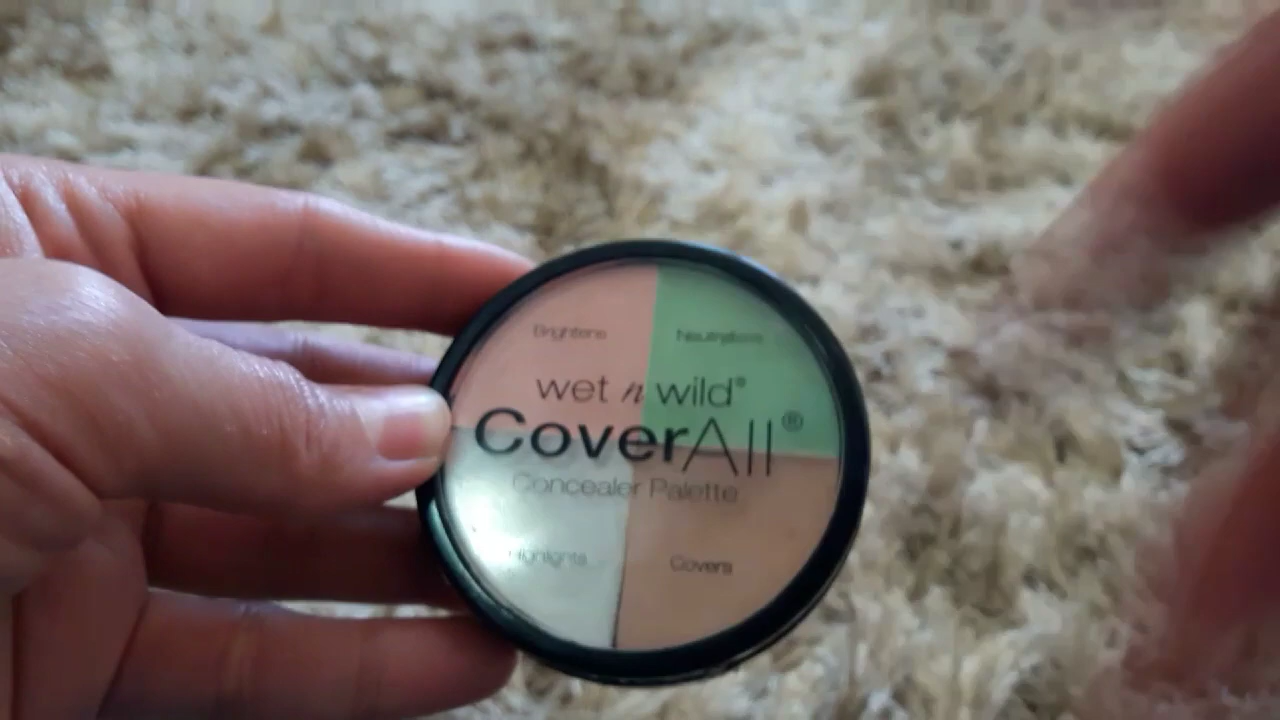 Brightens Neutralizes
wet n wild®
CoverAll®
Concealer Palette
Highlights Covers